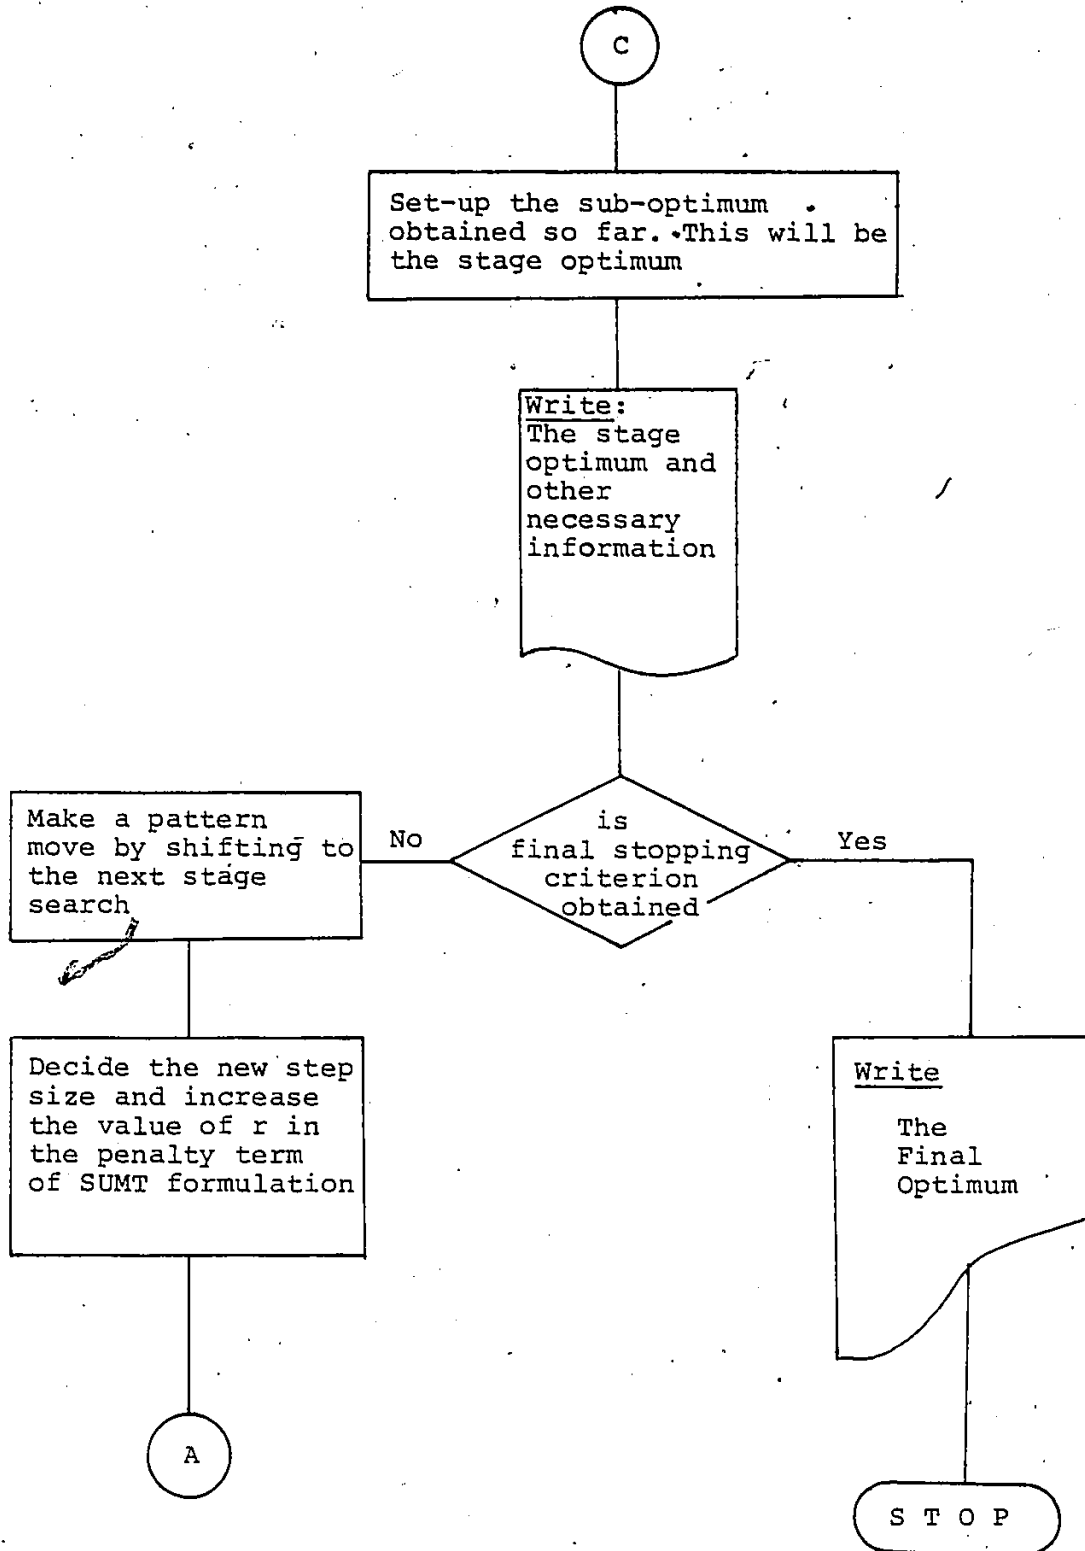 C
Set-up the sub-optimum
obtained so far. This will be
the stage optimum
Write:
The stage
optimum and
other
necessary
information
is
final stopping
criterion
obtained
No
Yes
Make a pattern
move by shifting to
the next stage
search
Decide the new step
size and increase
the value of r in
the penalty term
of SUMT formulation
Write
The
Final
Optimum
A
S T O P